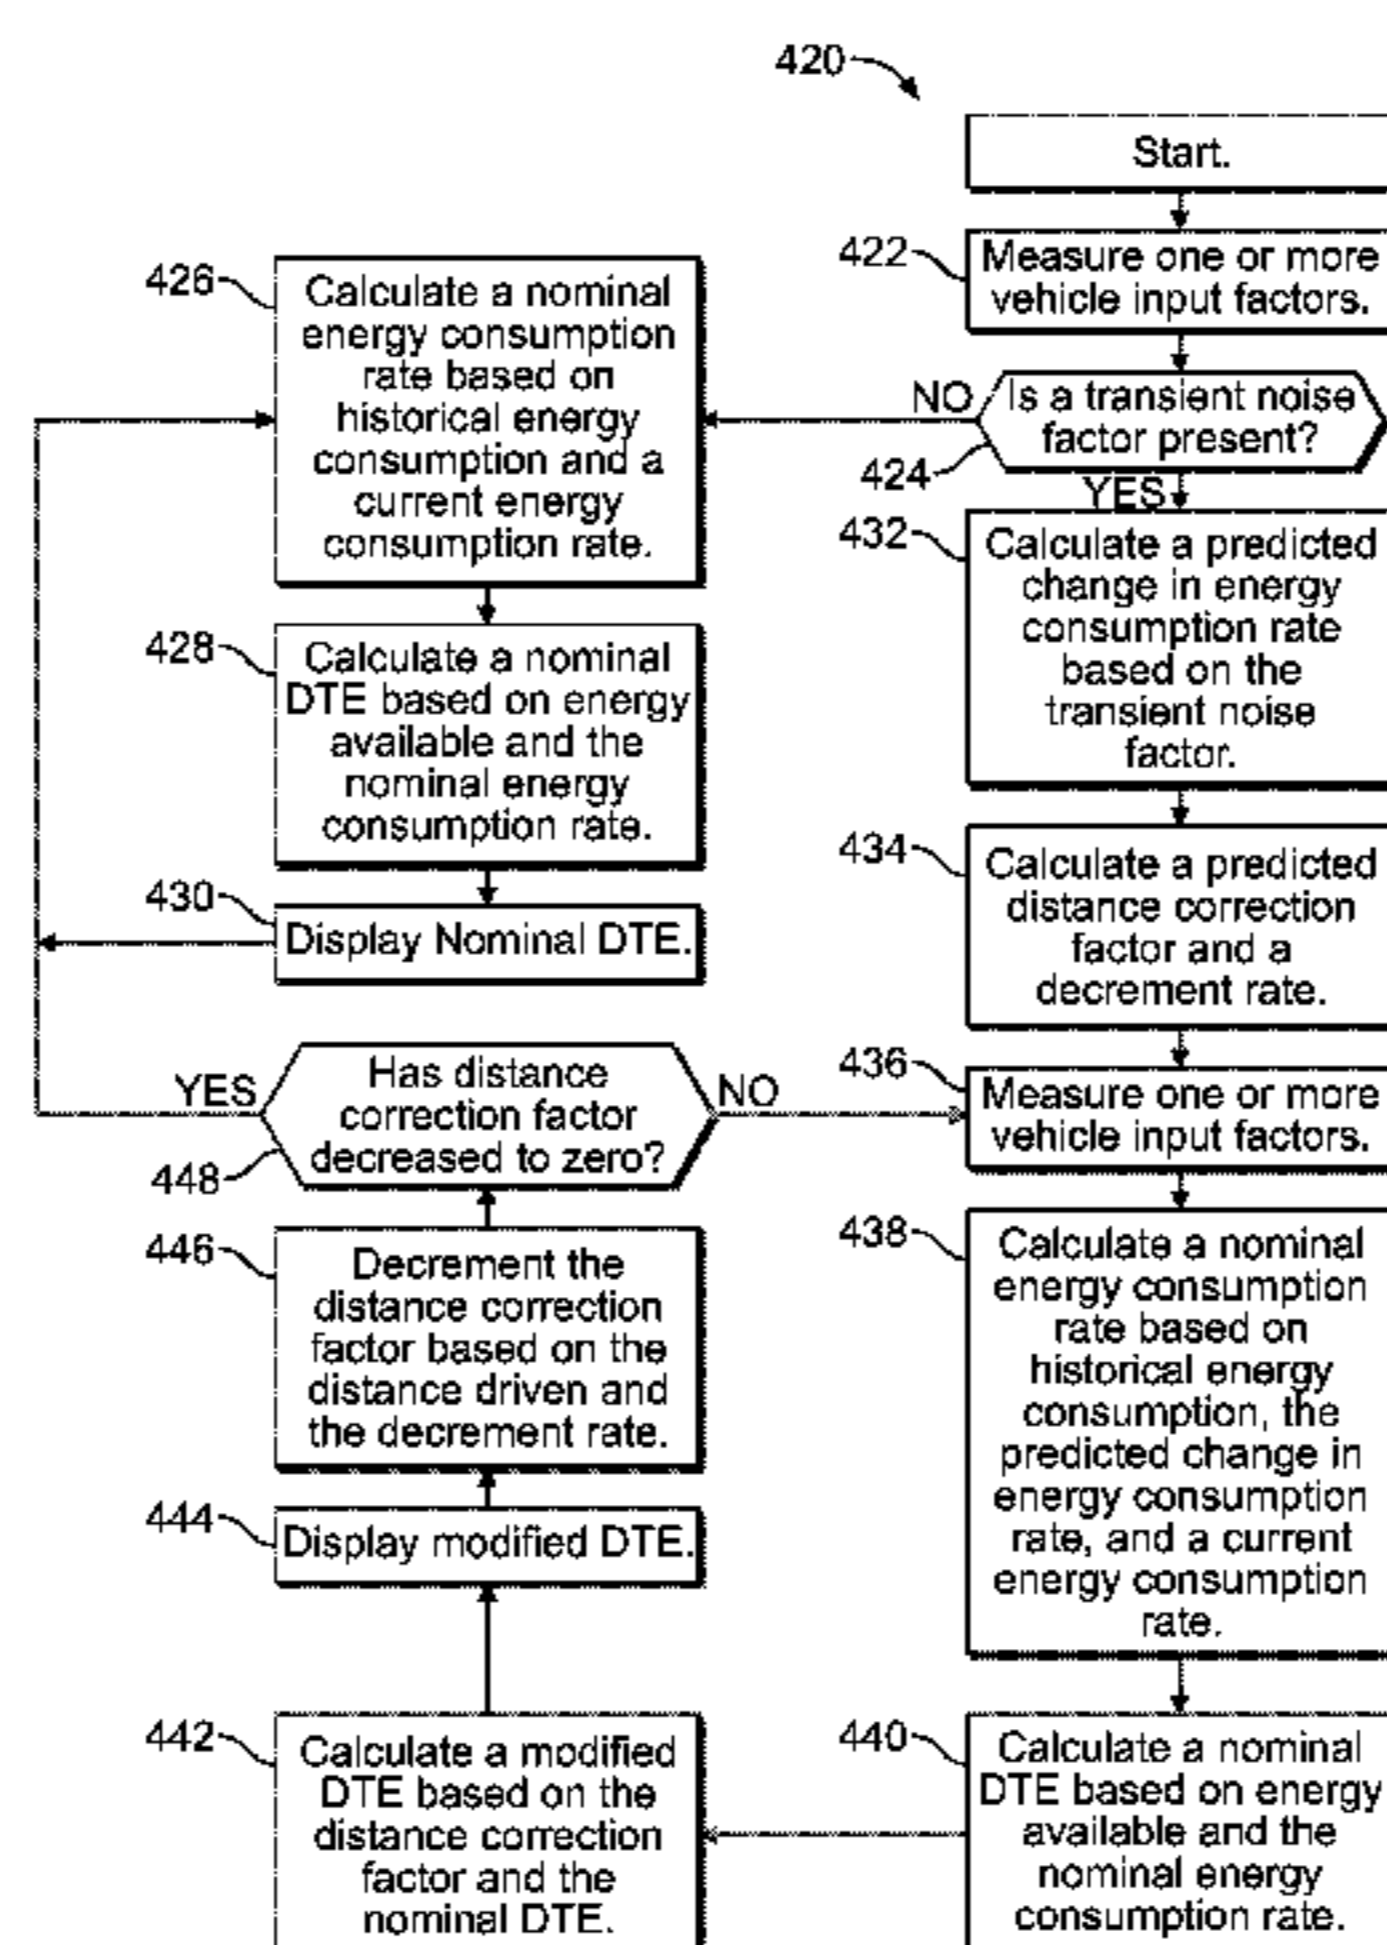 420
Start.
422
Measure one or more
vehicle input factors.
NO
Is a transient noise
factor present?
424
YES
426
Calculate a nominal
energy consumption
rate based on
historical energy
consumption and a
current energy
consumption rate.
428
Calculate a nominal
DTE based on energy
available and the
nominal energy
consumption rate.
430
Display Nominal DTE.
432
Calculate a predicted
change in energy
consumption rate
based on the
transient noise
factor.
434
Calculate a predicted
distance correction
factor and a
decrement rate.
436
Measure one or more
vehicle input factors.
438
Calculate a nominal
energy consumption
rate based on
historical energy
consumption, the
predicted change in
energy consumption
rate, and a current
energy consumption
rate.
440
Calculate a nominal
DTE based on energy
available and the
nominal energy
consumption rate.
442
Calculate a modified
DTE based on the
distance correction
factor and the
nominal DTE.
444
Display modified DTE.
446
Decrement the
distance correction
factor based on the
distance driven and
the decrement rate.
YES
Has distance
correction factor
decreased to zero?
NO
448